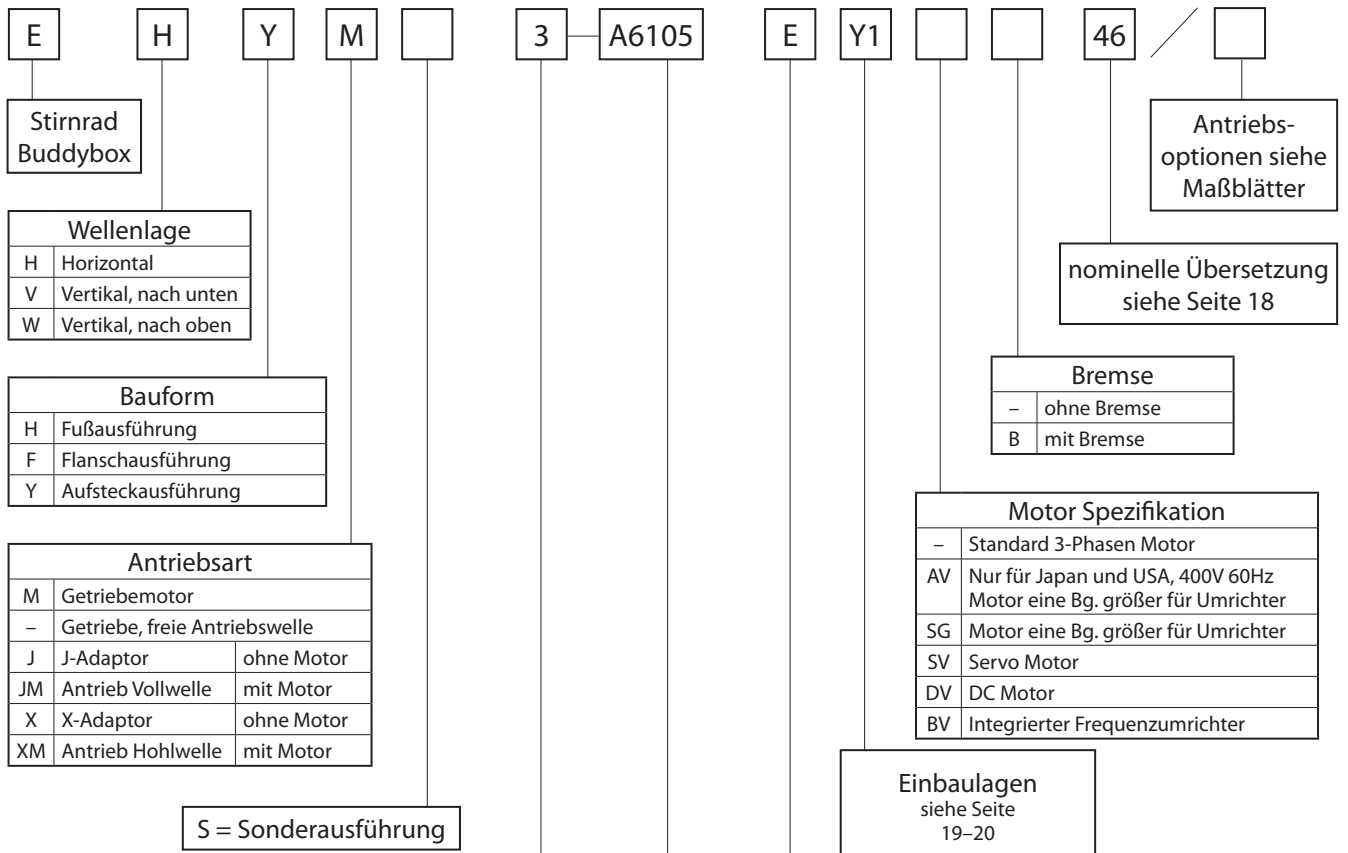 E H Y M 3 A6105 E Y1 46 /
Stirnrad
Buddybox
Antriebs-
optionen siehe
Maßblätter
Wellenlage
H Horizontal
V Vertikal, nach unten
W Vertikal, nach oben
nominelle Übersetzung
siehe Seite 18
Bremse
– ohne Bremse
B mit Bremse
Bauform
H Fußausführung
F Flanschausführung
Y Aufsteckausführung
Motor Spezifikation
– Standard 3-Phasen Motor
AV Nur für Japan und USA, 400V 60Hz
Motor eine Bg. größer für Umrichter
SG Motor eine Bg. größer für Umrichter
SV Servo Motor
DV DC Motor
BV Integrierter Frequenzumrichter
Antriebsart
M Getriebemotor
– Getriebe, freie Antriebswelle
J J-Adaptor ohne Motor
JM Antrieb Vollwelle mit Motor
X X-Adaptor ohne Motor
XM Antrieb Hohlwelle mit Motor
Einbaulagen
siehe Seite
19–20
S = Sonderausführung